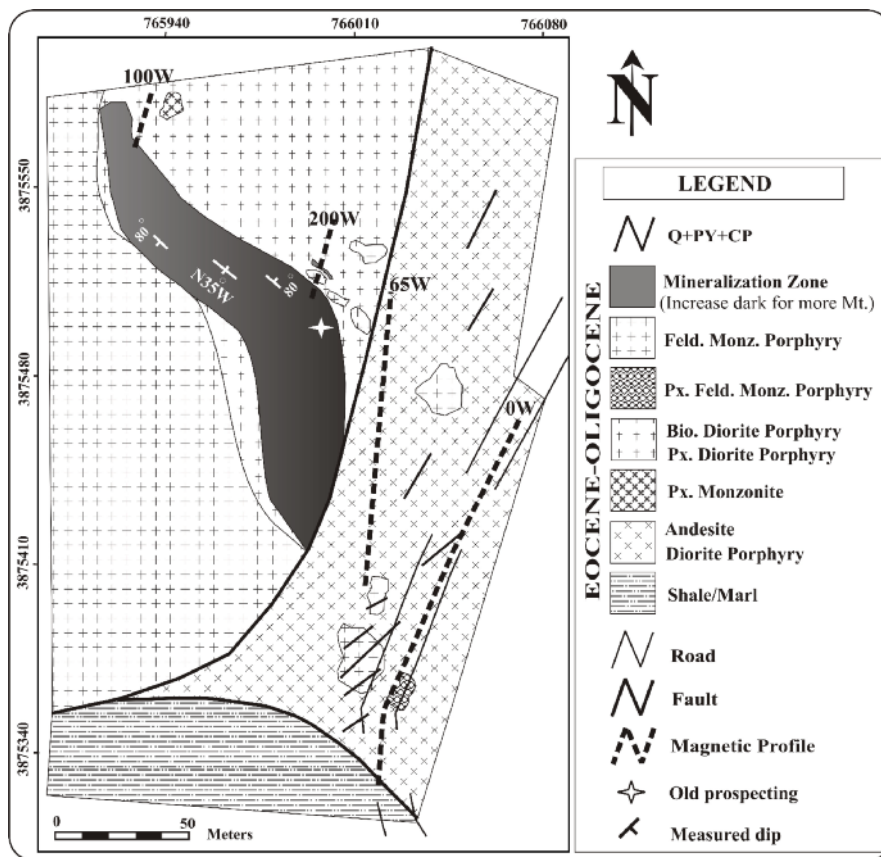 765940 766010 766080
100W
3875550
80°
N35W
80°
200W
65W
3875480
0W
3875410
3875340
0 50
Meters
N
LEGEND
EOCENE-OLIGOCENE
Q+PY+CP
Mineralization Zone
(Increase dark for more Mt.)
Feld. Monz. Porphyry
Px. Feld. Monz. Porphyry
Bio. Diorite Porphyry
Px. Diorite Porphyry
Px. Monzonite
Andesite
Diorite Porphyry
Shale/Marl
Road
Fault
Magnetic Profile
Old prospecting
Measured dip